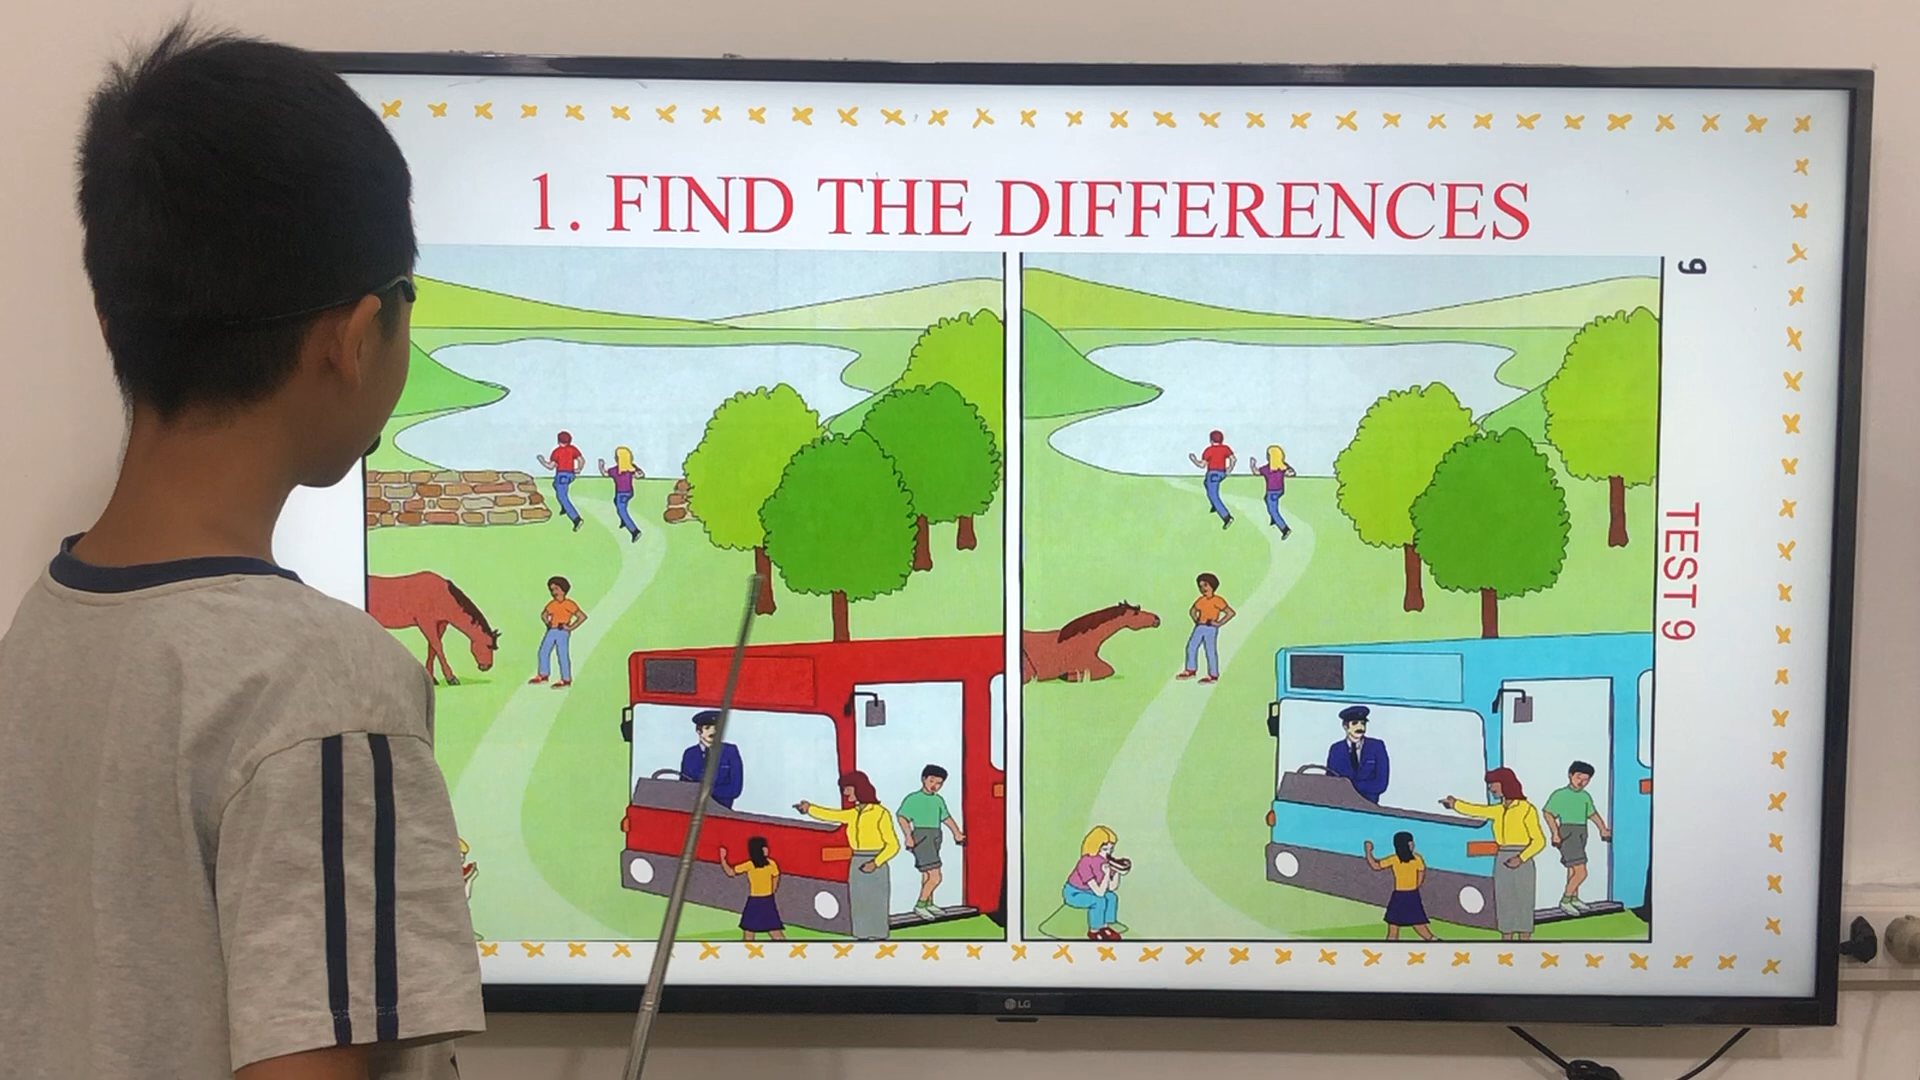 1. FIND THE DIFFERENCES
9
TEST 9
LG